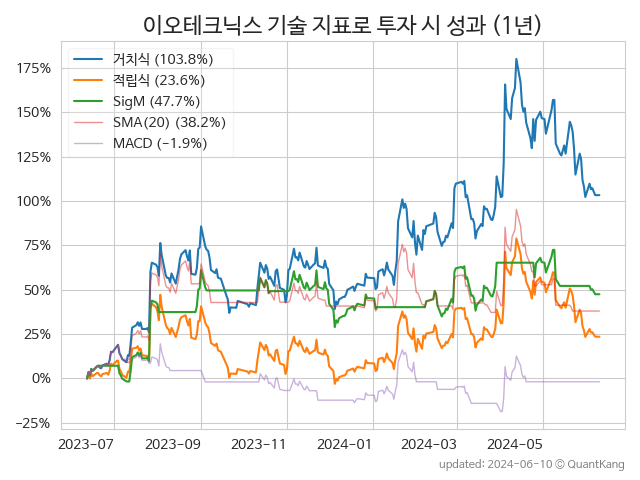 이오테크닉스 기술 지표로 투자 시 성과 (1년)
거치식 (103.8%)
적립식 (23.6%)
SigM (47.7%)
SMA(20) (38.2%)
MACD (−1.9%)
175%
150%
125%
100%
75%
50%
25%
0%
−25%
2023−07 2023−09 2023−11 2024−01 2024−03 2024−05
updated: 2024−06−10 © QuantKang